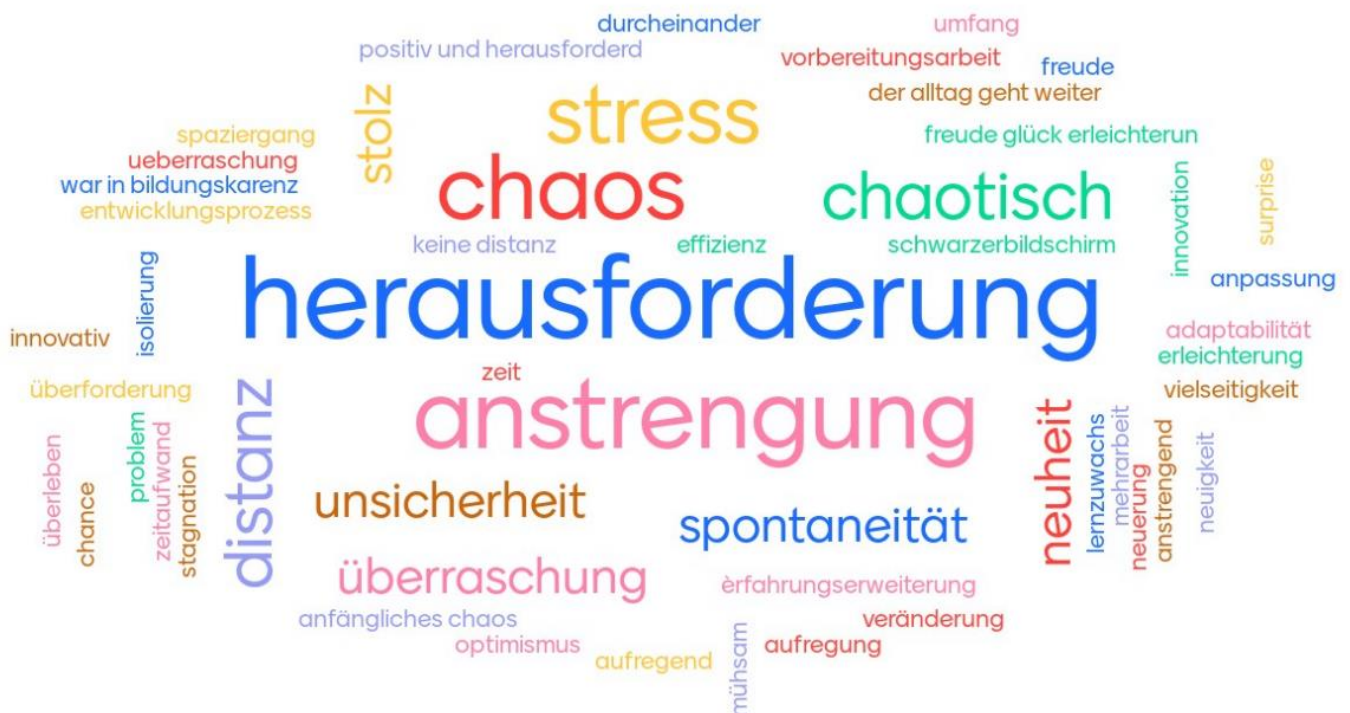 durcheinander
umfang
positiv und herausforderd
vorbereitungsarbeit
freude
stolz
stress
der alltag geht weiter
spaziergang
freude glück erleichterun
ueberraschung
chaos
chaotisch
innovation
surprise
war in bildungskarenz
entwicklungsprozess
keine distanz
effizienz
schwarzerbildschirm
isolierung
herausforderung
anpassung
innovativ
adaptabilität
erleichterung
zeit
überforderung
vielseitigkeit
distanz
anstrengung
neuheit
überleben
chance
problem
zeitaufwand
stagnation
lernzuwachs
mehrarbeit
neuerung
anstrengend
neuigkeit
unsicherheit
spontaneität
überraschung
èrfahrungserweiterung
anfängliches chaos
veränderung
optimismus
aufregend
mühsam
aufregung